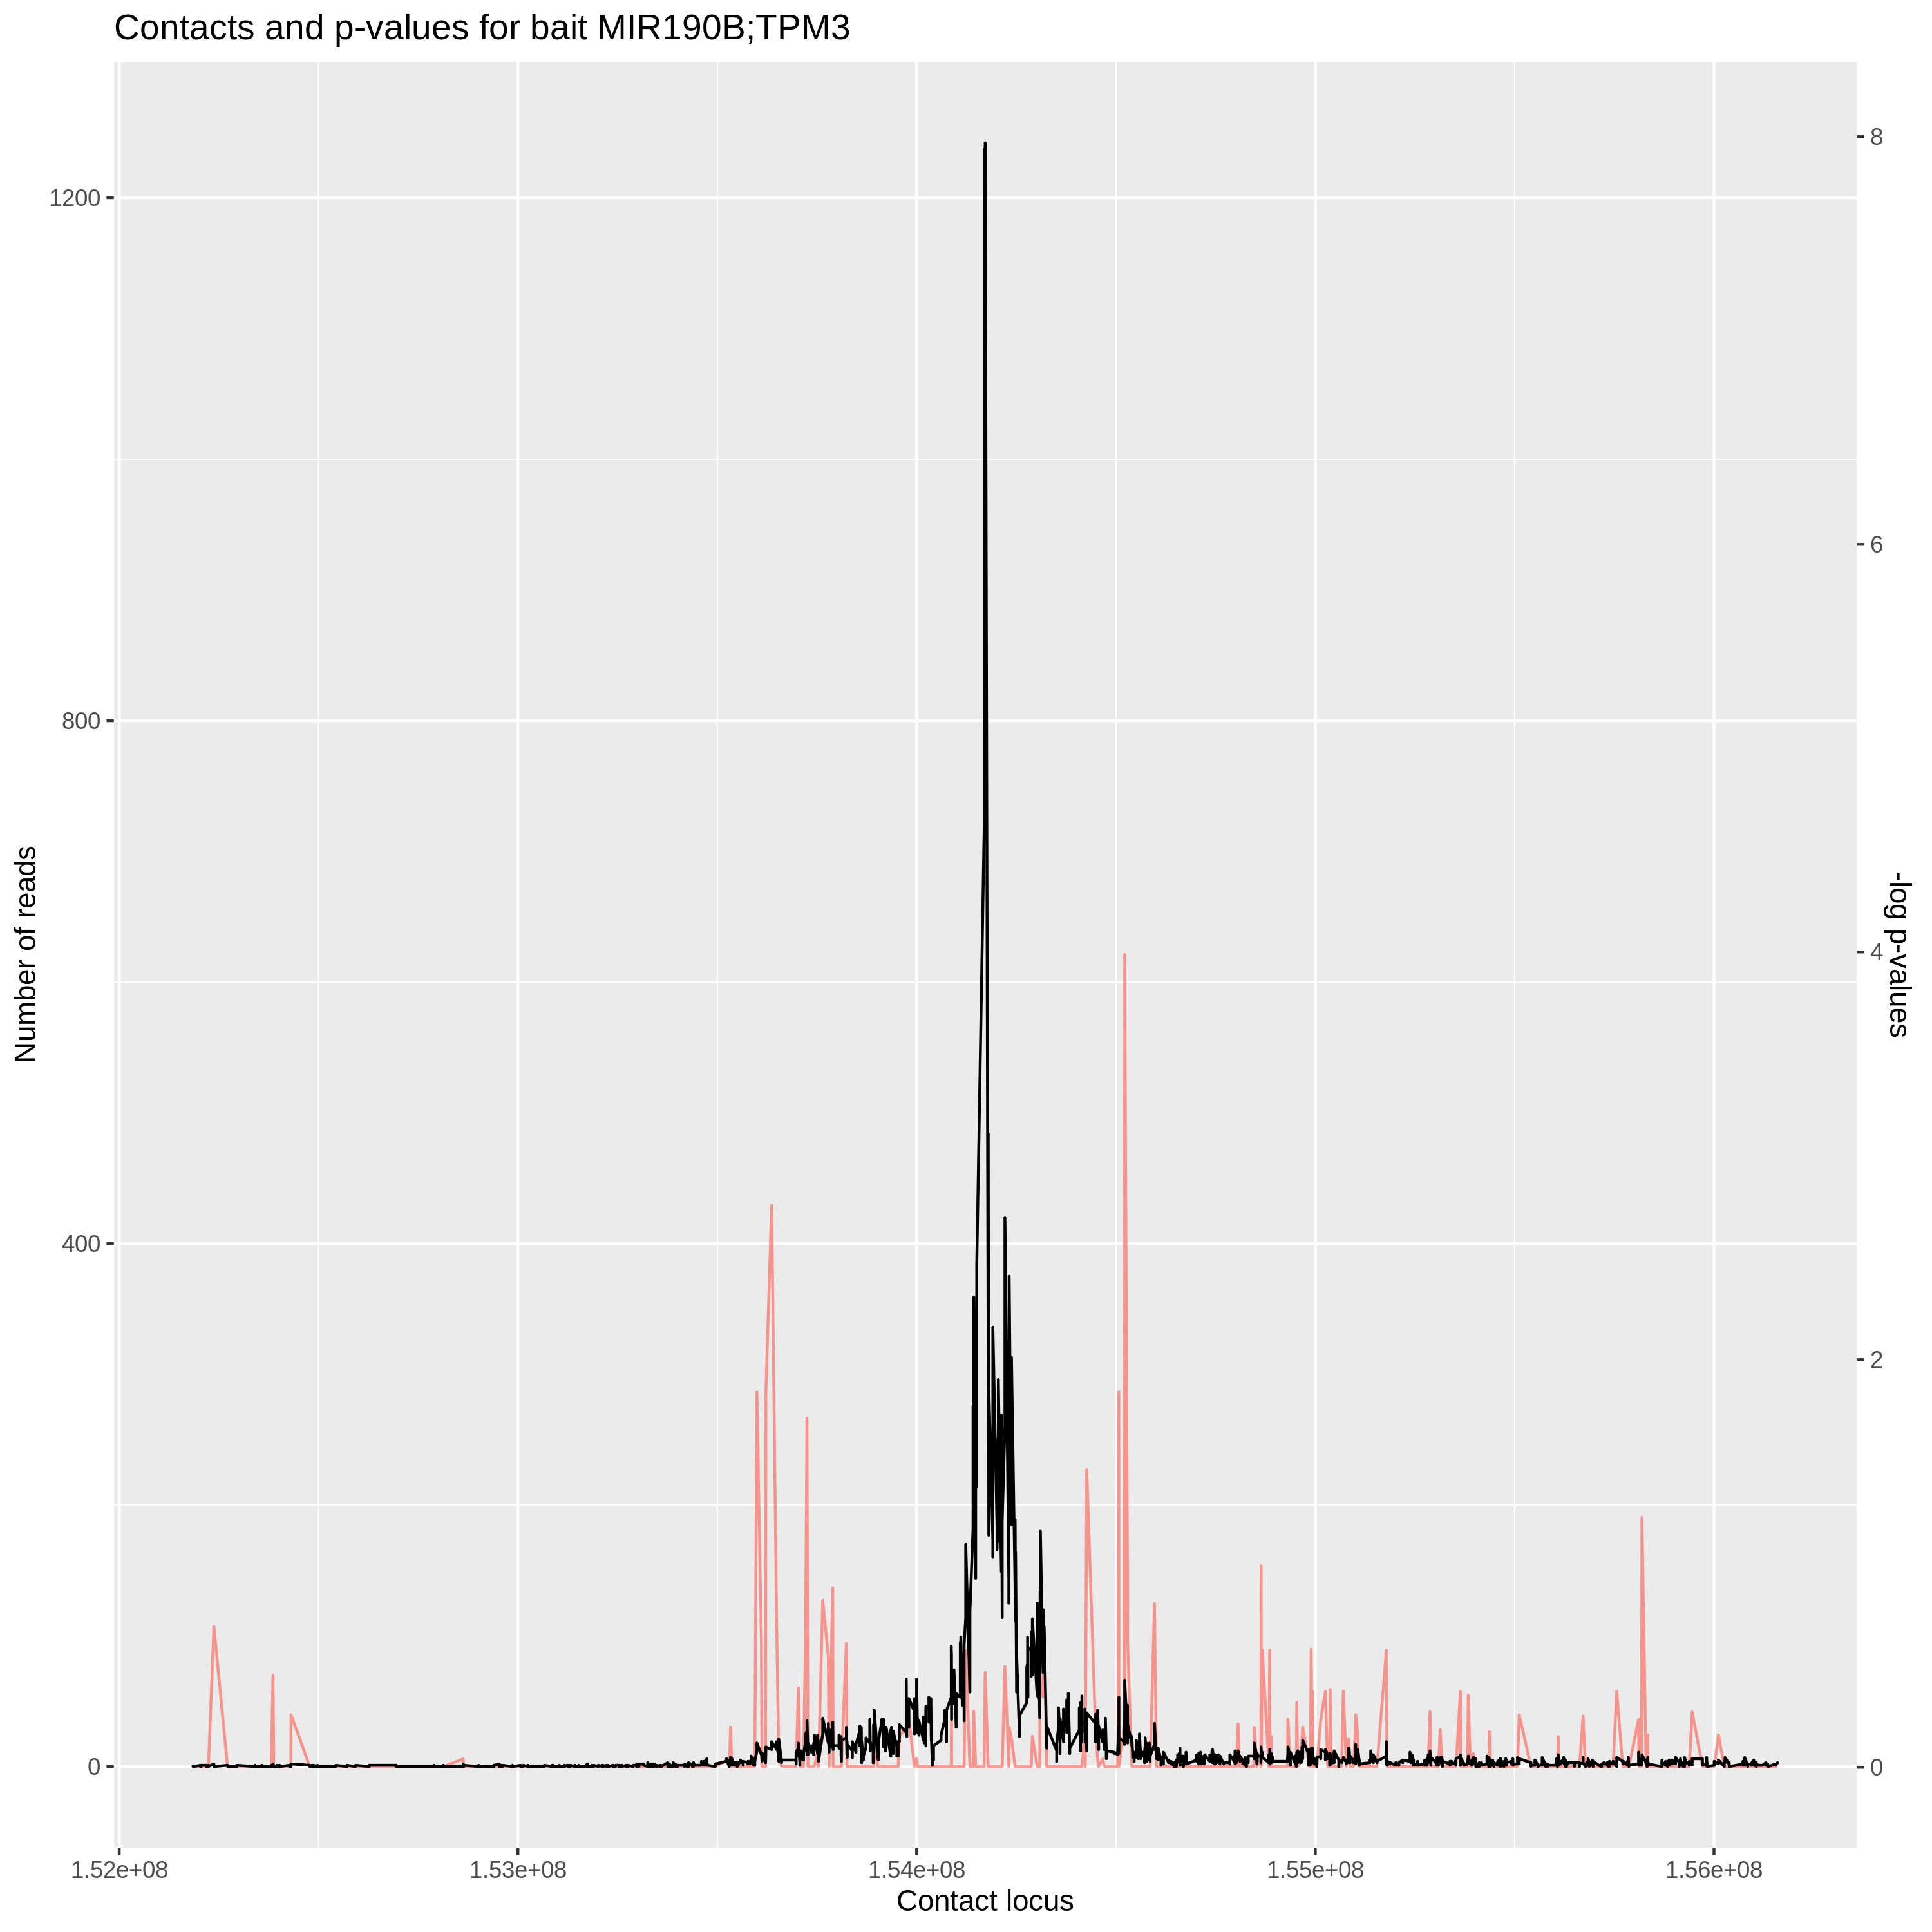 Contacts and p-values for bait MIR190B;TPM3
1200
800
400
0
Number of reads
8
6
4
2
0
-log p-values
1.52e+08
1.53e+08
1.54e+08
1.55e+08
1.56e+08
Contact locus